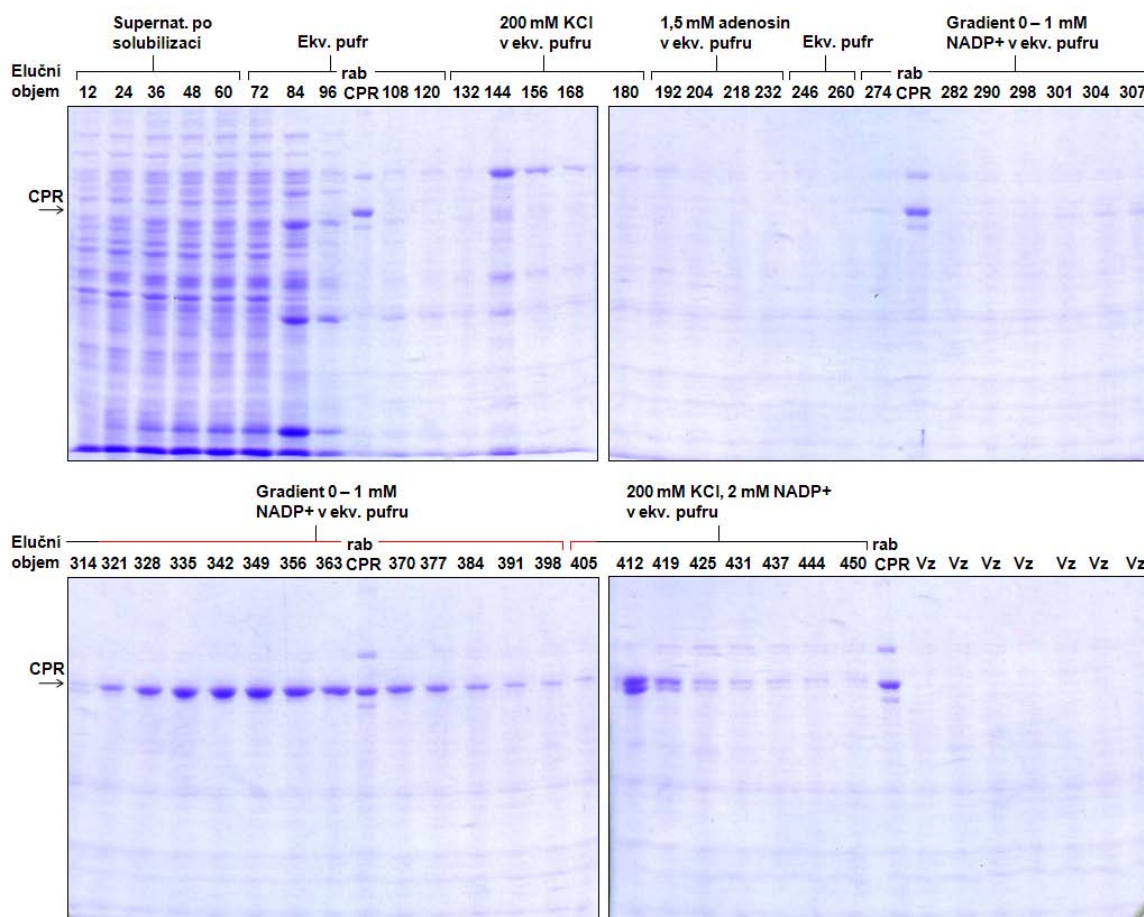 Supernat. po
solubilizaci
Ekv. pufr
200 mM KCl
v ekv. pufru
1,5 mM adenosin
v ekv. pufru
Ekv. pufr
Gradient 0 – 1 mM
NADP+ v ekv. pufru
Eluční
objem
12 24 36 48 60 72 84 96 rab CPR 108 120 132 144 156 168 180 192 204 218 232 246 260 274 rab CPR 282 290 298 301 304 307
CPR
Gradient 0 – 1 mM
NADP+ v ekv. pufru
200 mM KCl, 2 mM NADP+
v ekv. pufru
Eluční
objem
314 321 328 335 342 349 356 363 rab CPR 370 377 384 391 398 405 412 419 425 431 437 444 450 rab CPR Vz Vz Vz Vz Vz Vz Vz
CPR